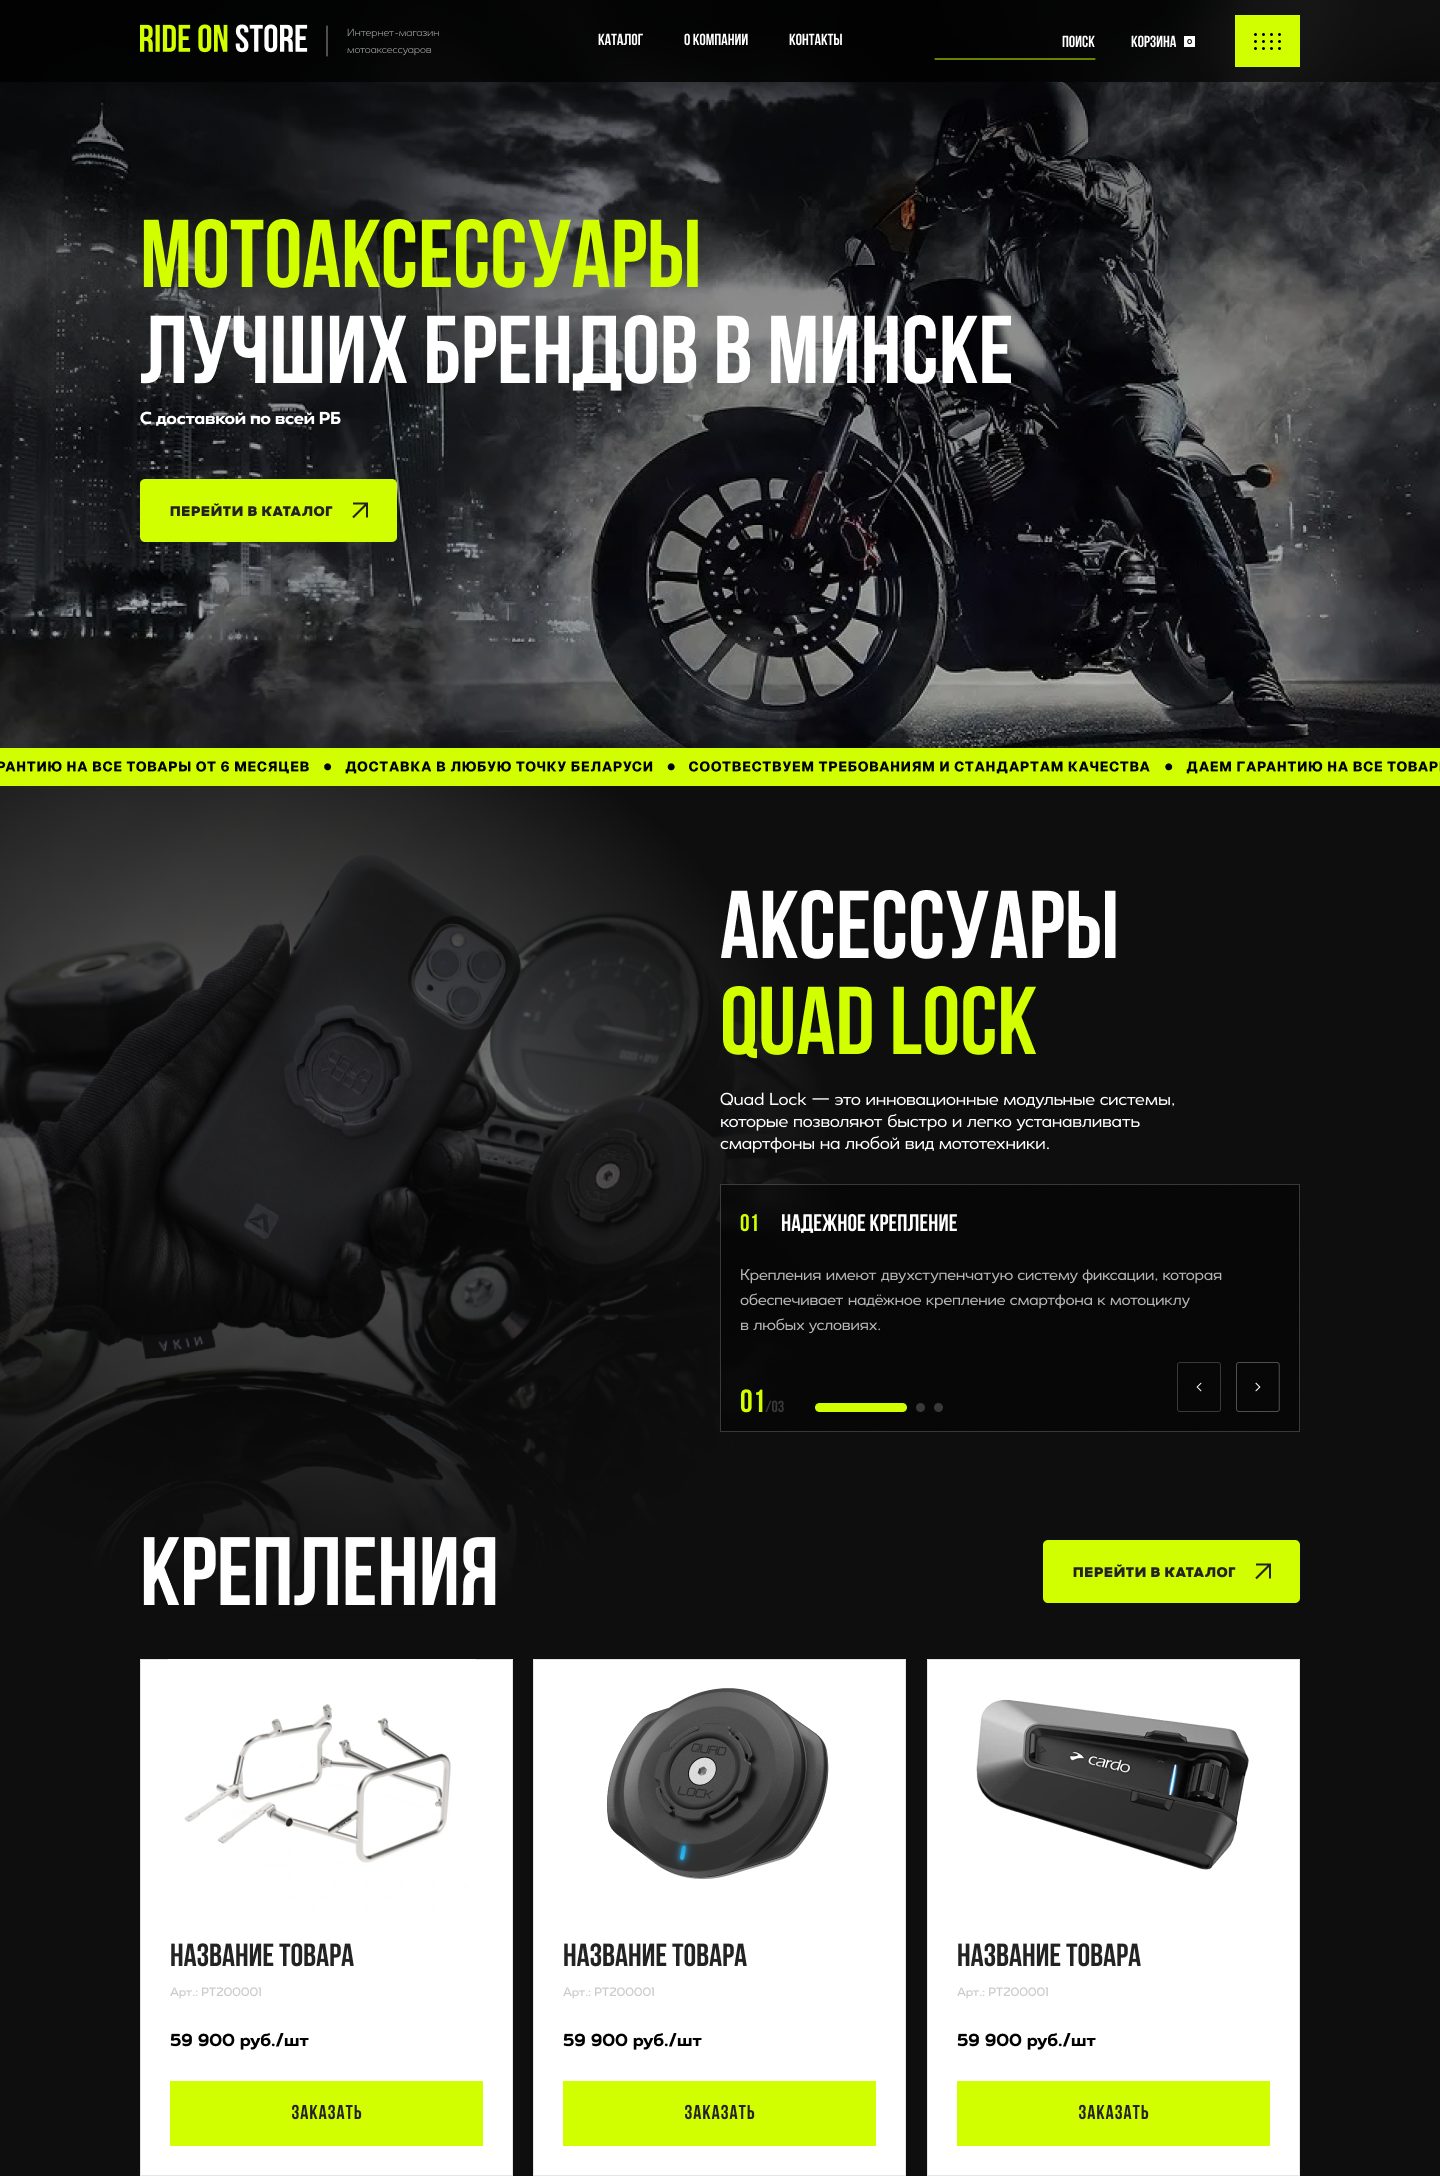 RIDE ON STORE
Интернет-магазин
мотоаксессуаров
КАТАЛОГ
О КОМПАНИИ
КОНТАКТЫ
ПОИСК
КОРЗИНА 0
МОТОАКСЕССУАРЫ
ЛУЧШИХ БРЕНДОВ В МИНСКЕ
С доставкой по всей РБ
ПЕРЕЙТИ В КАТАЛОГ
РАНТИЮ НА ВСЕ ТОВАРЫ ОТ 6 МЕСЯЦЕВ ● ДОСТАВКА В ЛЮБУЮ ТОЧКУ БЕЛАРУСИ ● СООТВЕСТВУЕМ ТРЕБОВАНИЯМ И СТАНДАРТАМ КАЧЕСТВА ● ДАЕМ ГАРАНТИЮ НА ВСЕ ТОВАР
АКСЕССУАРЫ
QUAD LOCK
Quad Lock — это инновационные модульные системы,
которые позволяют быстро и легко устанавливать
смартфоны на любой вид мототехники.
01 НАДЕЖНОЕ КРЕПЛЕНИЕ
Крепления имеют двухступенчатую систему фиксации, которая
обеспечивает надёжное крепление смартфона к мотоциклу
в любых условиях.
01/03
КРЕПЛЕНИЯ
ПЕРЕЙТИ В КАТАЛОГ
QUAD
LOCK
cardo
НАЗВАНИЕ ТОВАРА
Арт.: PT200001
59 900 руб./шт
ЗАКАЗАТЬ
НАЗВАНИЕ ТОВАРА
Арт.: PT200001
59 900 руб./шт
ЗАКАЗАТЬ
НАЗВАНИЕ ТОВАРА
Арт.: PT200001
59 900 руб./шт
ЗАКАЗАТЬ